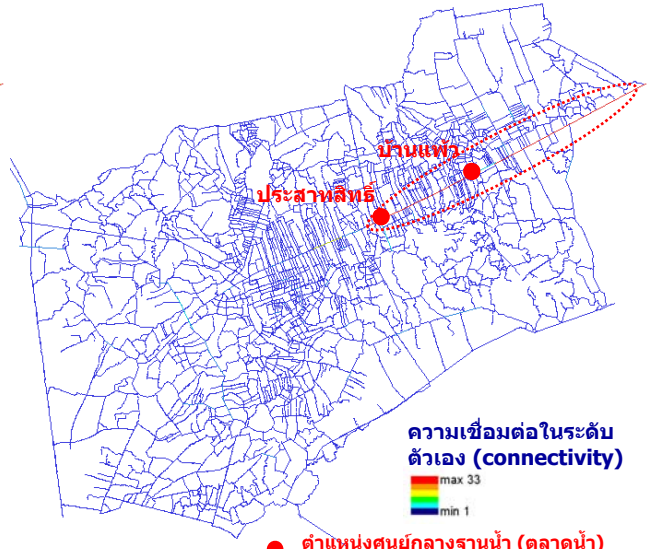 บ้านแพ้ว
ประสาทสิทธิ์
ความเชื่อมต่อในระดับ
ตัวเอง (connectivity)
max 33
min 1
ตำแหน่งศูนย์กลางฐานน้ำ (ตลาดน้ำ)